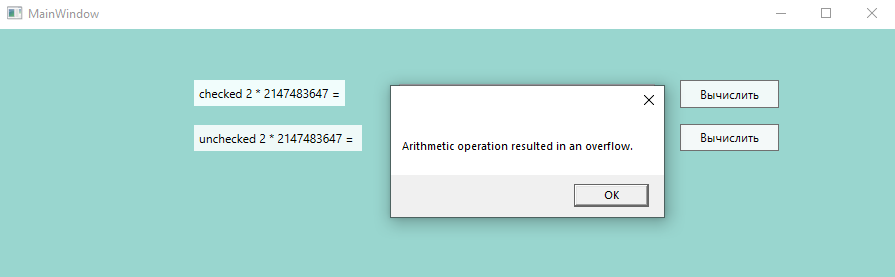 MainWindow
checked 2 * 2147483647 =
Вычислить
Arithmetic operation resulted in an overflow.
unchecked 2 * 2147483647 =
Вычислить
OK